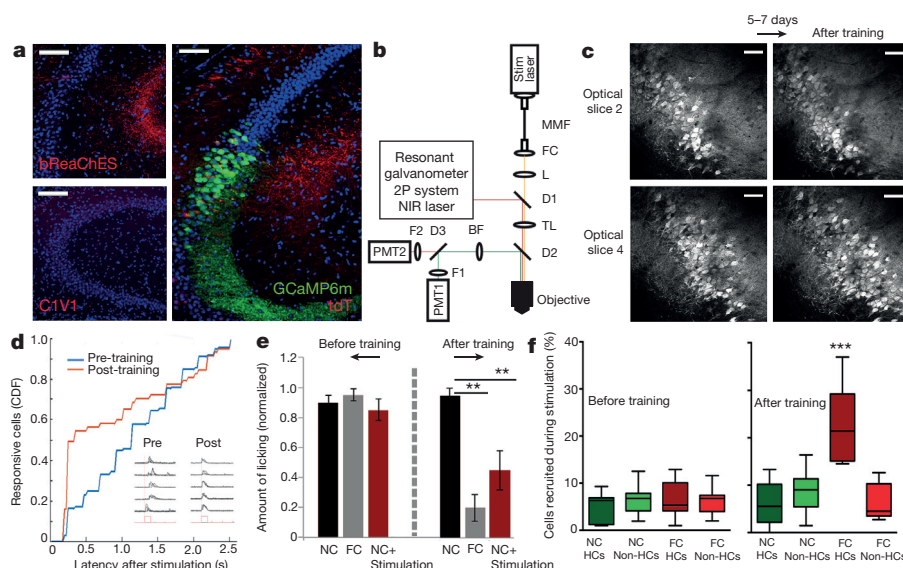 5–7 days
After training
a
bReaChES
C1V1
GCaMP6m
tdT
b
Stim
laser
MMF
FC
L
Resonant
galvanometer
2P system
NIR laser
D1
TL
F2 D3 BF
D2
PMT2
F1
PMT1
Objective
c
Optical
slice 2
Optical
slice 4
d
Pre-training
Post-training
Responsive cells (CDF)
1.0
0.8
0.6
0.4
0.2
Pre Post
0 0.5 1.0 1.5 2.0 2.5
Latency after stimulation (s)
e
Before training
After training
Amount of licking (normalized)
1.2
1.0
0.8
0.6
0.4
0.2
0
**
**
NC FC NC+
Stimulation
NC FC NC+
Stimulation
f
Cells recruited during stimulation (%)
60
40
20
10
0
Before training
After training
***
NC
HCs
NC
Non-HCs
FC
HCs
FC
Non-HCs
NC
HCs
NC
Non-HCs
FC
HCs
FC
Non-HCs